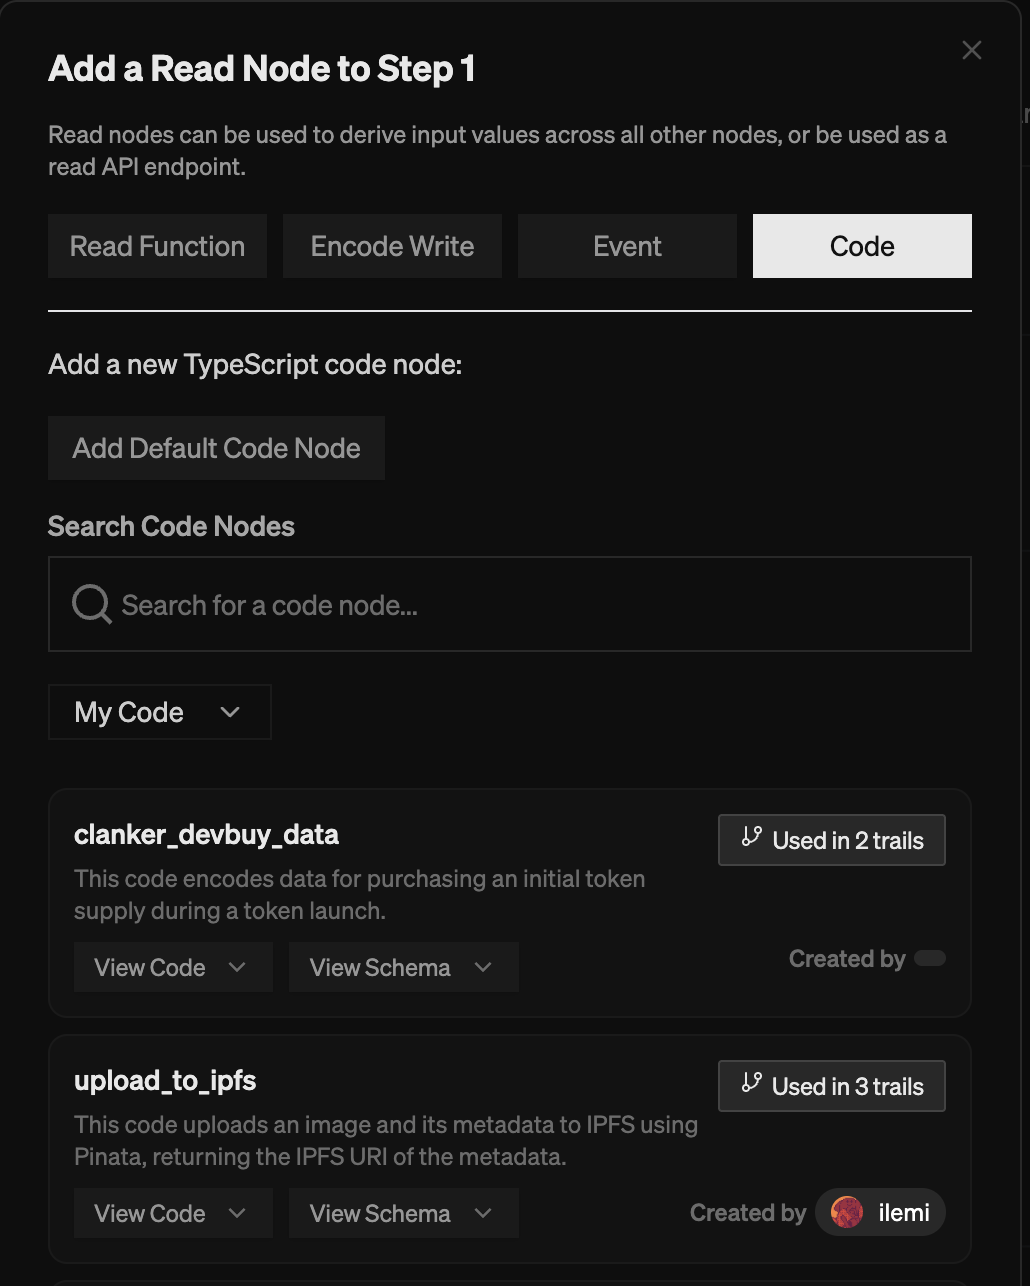 Add a Read Node to Step 1
Read nodes can be used to derive input values across all other nodes, or be used as a
read API endpoint.
Read Function
Encode Write
Event
Code
Add a new TypeScript code node:
Add Default Code Node
Search Code Nodes
Search for a code node...
My Code
clanker_devbuy_data
Used in 2 trails
This code encodes data for purchasing an initial token
supply during a token launch.
View Code
View Schema
Created by
upload_to_ipfs
Used in 3 trails
This code uploads an image and its metadata to IPFS using
Pinata, returning the IPFS URI of the metadata.
View Code
View Schema
Created by
ilemi